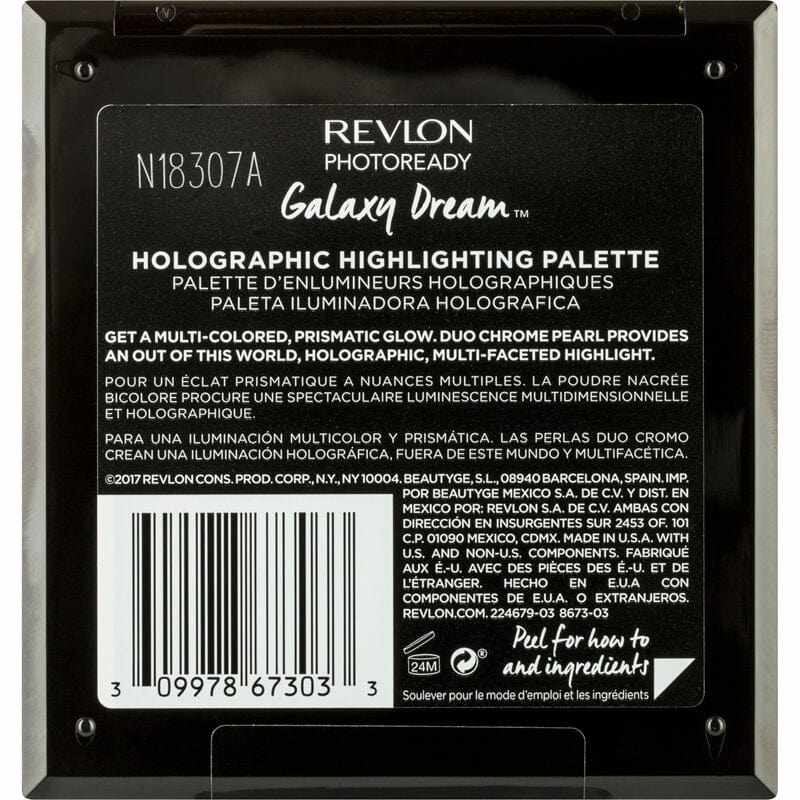 N18307A
REVLON
PHOTOREADY
Galaxy Dream™
HOLOGRAPHIC HIGHLIGHTING PALETTE
PALETTE D'ENLUMINEURS HOLOGRAPHIQUES
PALETA ILUMINADORA HOLOGRAFICA
GET A MULTI-COLORED, PRISMATIC GLOW. DUO CHROME PEARL PROVIDES
AN OUT OF THIS WORLD, HOLOGRAPHIC, MULTI-FACETED HIGHLIGHT.
POUR UN ÉCLAT PRISMATIQUE A NUANCES MULTIPLES. LA POUDRE NACRÉE
BICOLORE PROCURE UNE SPECTACULAIRE LUMINESCENCE MULTIDIMENSIONNELLE
ET HOLOGRAPHIQUE.
PARA UNA ILUMINACIÓN MULTICOLOR Y PRISMÁTICA. LAS PERLAS DUO CROMO
CREAN UNA ILUMINACIÓN HOLOGRÁFICA, FUERA DE ESTE MUNDO Y MULTIFACÉTICA.
©2017 REVLON CONS. PROD. CORP., N.Y., NY 10004. BEAUTYGE, S.L., 08940 BARCELONA, SPAIN. IMP.
POR BEAUTYGE MEXICO S.A. DE C.V. Y DIST. EN
MEXICO POR: REVLON S.A. DE C.V. AMBAS CON
DIRECCIÓN EN INSURGENTES SUR 2453 OF. 101
C.P. 01090 MEXICO, CDMX. MADE IN U.S.A. WITH
U.S. AND NON-U.S. COMPONENTS. FABRIQUÉ
AUX É.-U. AVEC DES PIÈCES DES É.-U. ET DE
L'ÉTRANGER. HECHO EN E.U.A CON
COMPONENTES DE E.U.A. O EXTRANJEROS.
REVLON.COM. 224679-03 8673-03
24M ®
Peel for how to
and ingredients
Soulever pour le mode d'emploi et les ingrédients
3 09978 67303 3